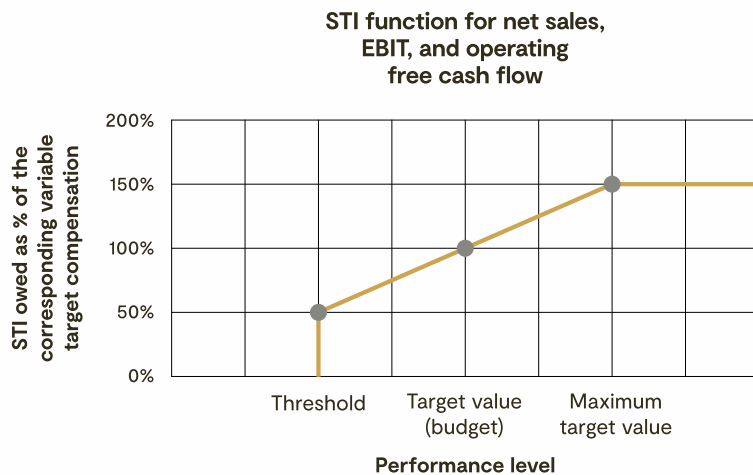 STI function for net sales,
EBIT, and operating
free cash flow
STI owed as % of the
corresponding variable
target compensation
200%
150%
100%
50%
0%
Threshold
Target value
(budget)
Maximum
target value
Performance level